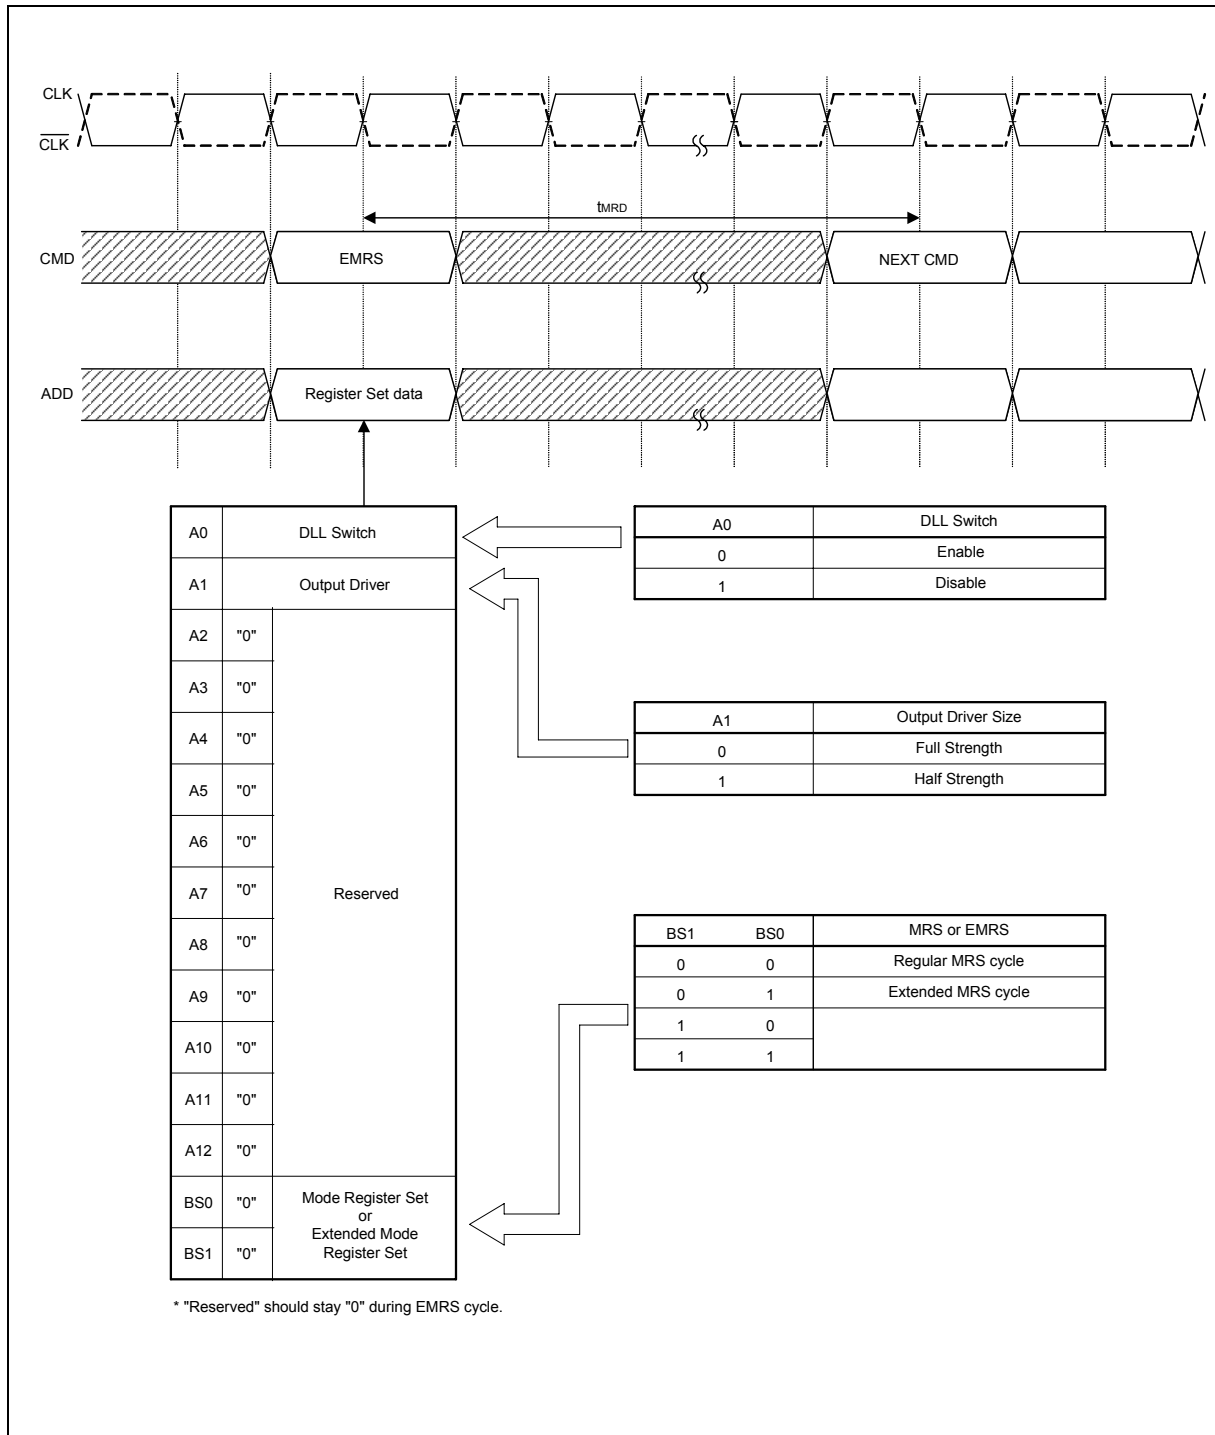 CLK
CLK
tMRD
CMD EMRS NEXT CMD
ADD Register Set data
A0 DLL Switch
A1 Output Driver
A2 "0"
A3 "0"
A4 "0"
A5 "0"
A6 "0"
A7 "0" Reserved
A8 "0"
A9 "0"
A10 "0"
A11 "0"
A12 "0"
BS0 "0" Mode Register Set
or
Extended Mode
BS1 "0" Register Set
A0 DLL Switch
0 Enable
1 Disable
A1 Output Driver Size
0 Full Strength
1 Half Strength
BS1 BS0 MRS or EMRS
0 0 Regular MRS cycle
0 1 Extended MRS cycle
1 0
1 1
* "Reserved" should stay "0" during EMRS cycle.